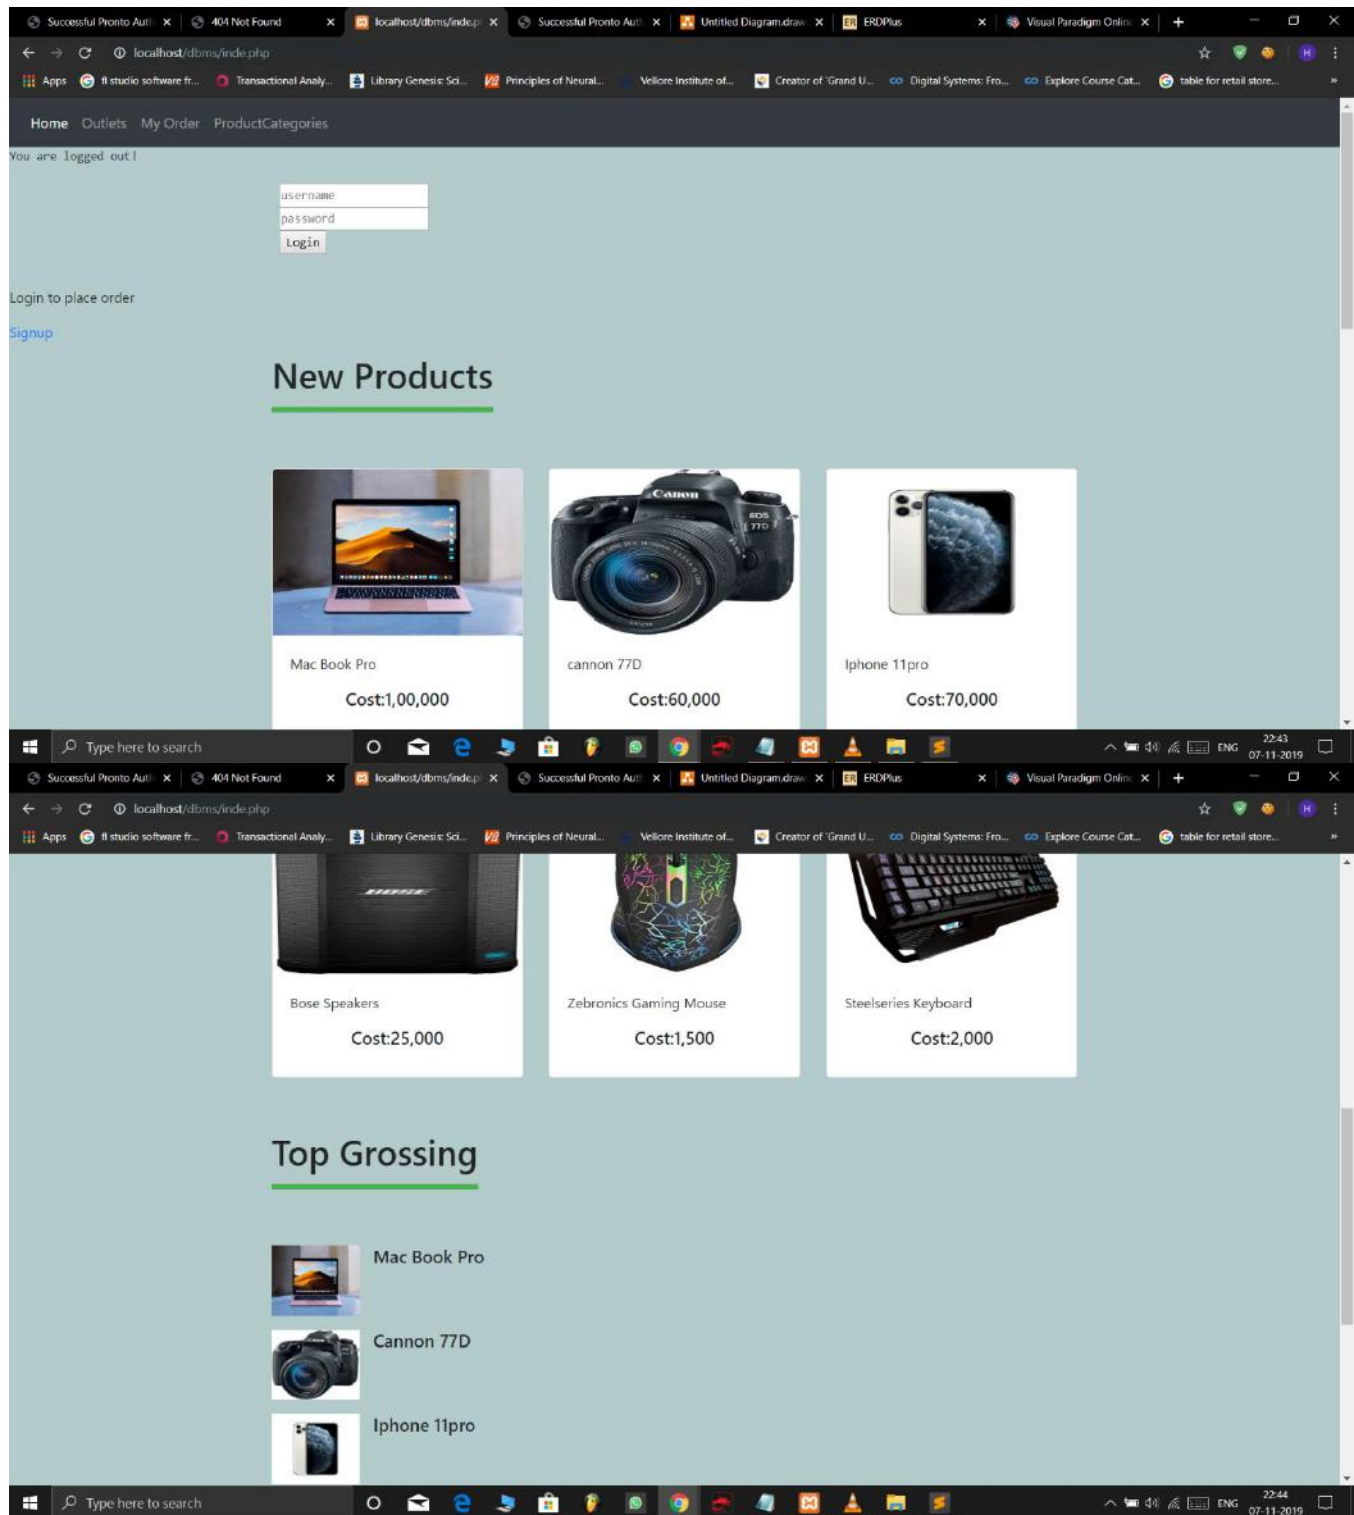 Successful Pronto Auth
404 Not Found
localhost/dbms/inde.p
Successful Pronto Auth
Untitled Diagram.draw
ERDPlus
Visual Paradigm Onlin
localhost/dbms/inde.php
Apps
fl studio software fr...
Transactional Analy...
Library Genesis: Sci...
Principles of Neural...
Vellore Institute of...
Creator of 'Grand U...
Digital Systems: Fro...
Explore Course Cat...
table for retail store...
Home Outlets My Order ProductCategories
You are logged out!
username
password
Login
Login to place order
Signup
New Products
Canon
EOS
77D
Mac Book Pro
cannon 77D
Iphone 11pro
Cost:1,00,000
Cost:60,000
Cost:70,000
Type here to search
ENG
22:43
07-11-2019
Successful Pronto Auth
404 Not Found
localhost/dbms/inde.p
Successful Pronto Auth
Untitled Diagram.draw
ERDPlus
Visual Paradigm Onlin
localhost/dbms/inde.php
Apps
fl studio software fr...
Transactional Analy...
Library Genesis: Sci...
Principles of Neural...
Vellore Institute of...
Creator of 'Grand U...
Digital Systems: Fro...
Explore Course Cat...
table for retail store...
BOSE
Bose Speakers
Zebronics Gaming Mouse
Steelseries Keyboard
Cost:25,000
Cost:1,500
Cost:2,000
Top Grossing
Mac Book Pro
Cannon 77D
Iphone 11pro
Type here to search
ENG
22:44
07-11-2019